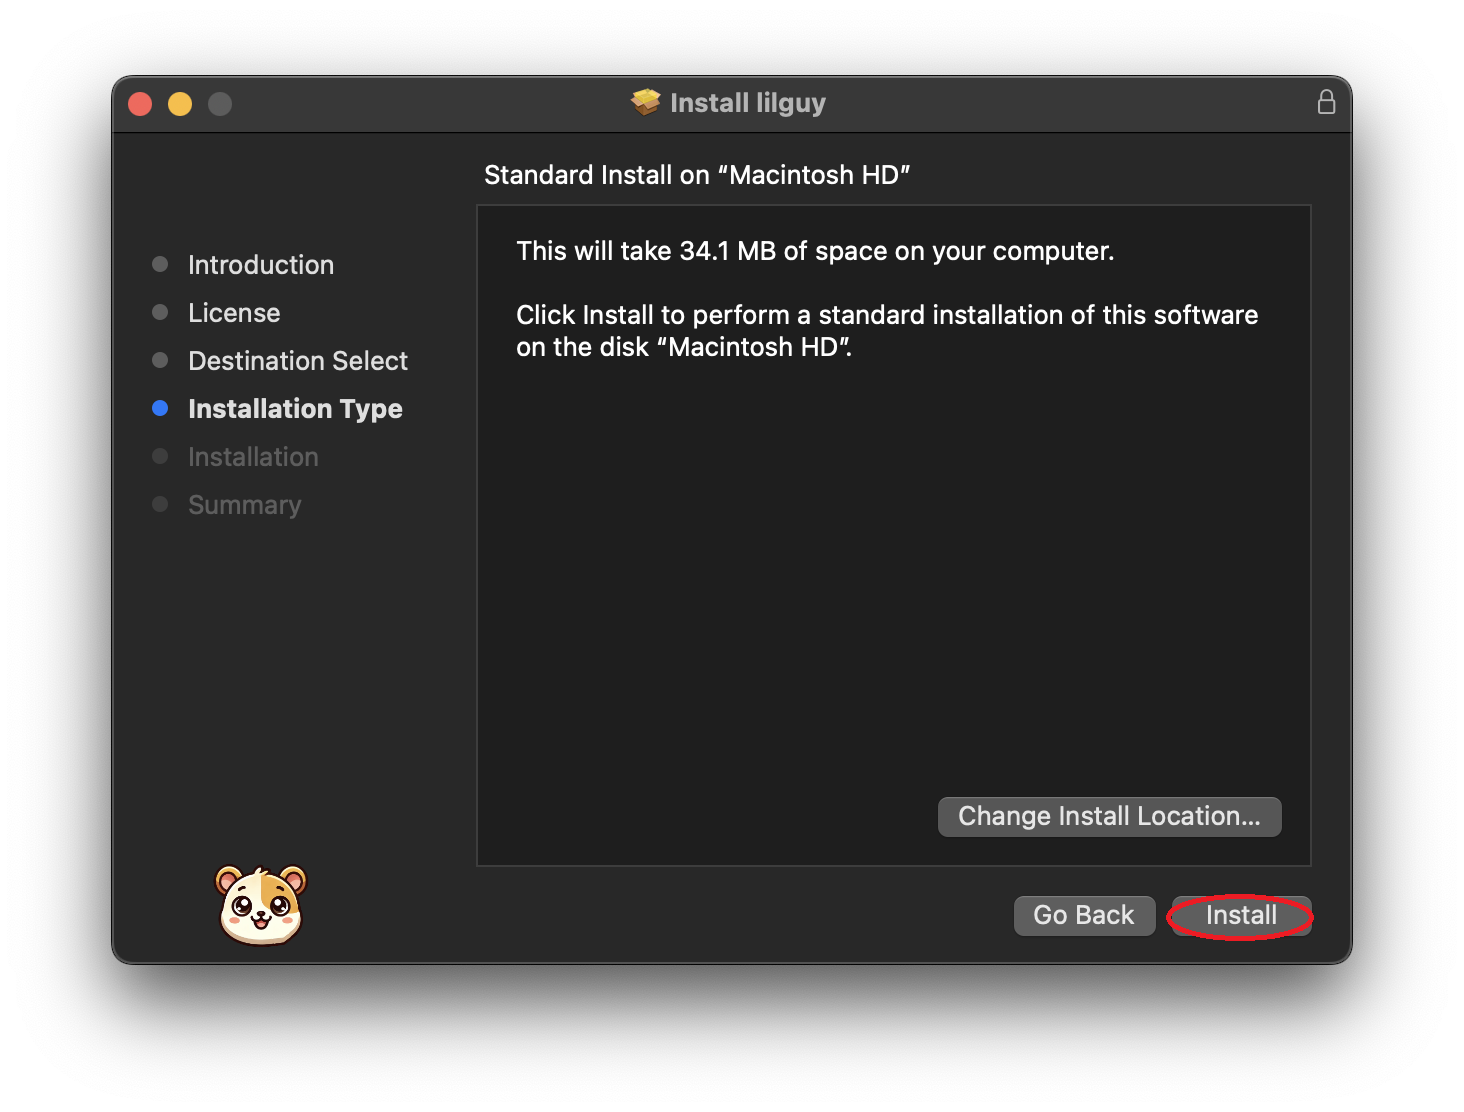 Install lilguy
Standard Install on “Macintosh HD”
Introduction
License
Destination Select
Installation Type
Installation
Summary
This will take 34.1 MB of space on your computer.
Click Install to perform a standard installation of this software
on the disk “Macintosh HD”.
Change Install Location...
Go Back
Install